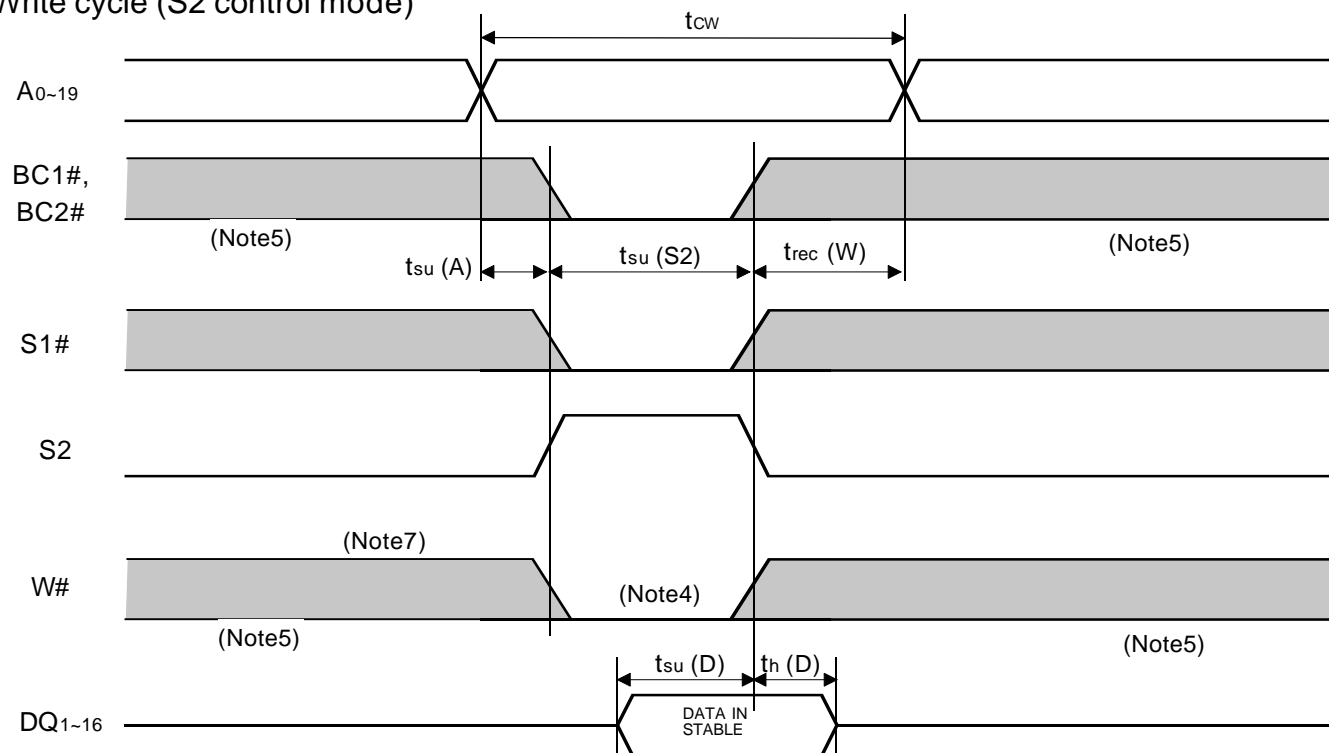 Write cycle (S2 control mode)
tCW
A0~19
BC1#,
BC2#
(Note5)
(Note5)
tsu (A)
tsu (S2)
trec (W)
S1#
S2
(Note7)
W#
(Note4)
(Note5)
(Note5)
tsu (D)
th (D)
DQ1~16
DATA IN
STABLE